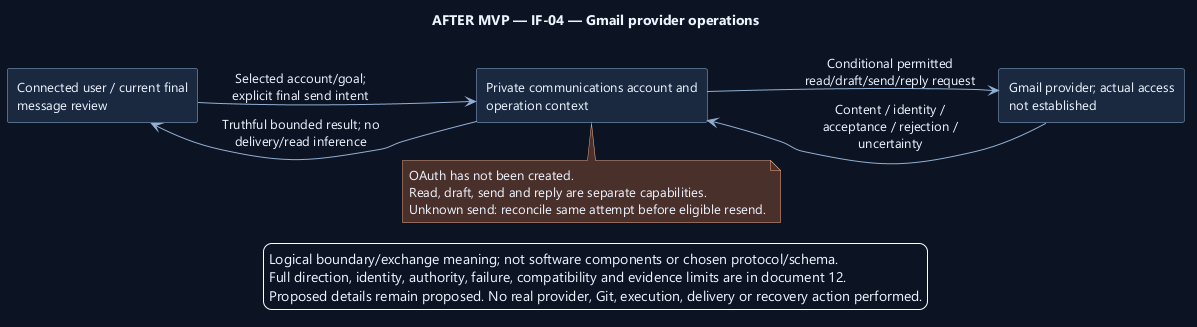 AFTER MVP — IF-04 — Gmail provider operations
Connected user / current final
message review
Selected account/goal;
explicit final send intent
Truthful bounded result; no
delivery/read inference
Private communications account and
operation context
Conditional permitted
read/draft/send/reply request
Content / identity /
acceptance / rejection /
uncertainty
Gmail provider; actual access
not established
OAuth has not been created.
Read, draft, send and reply are separate capabilities.
Unknown send: reconcile same attempt before eligible resend.
Logical boundary/exchange meaning; not software components or chosen protocol/schema.
Full direction, identity, authority, failure, compatibility and evidence limits are in document 12.
Proposed details remain proposed. No real provider, Git, execution, delivery or recovery action performed.